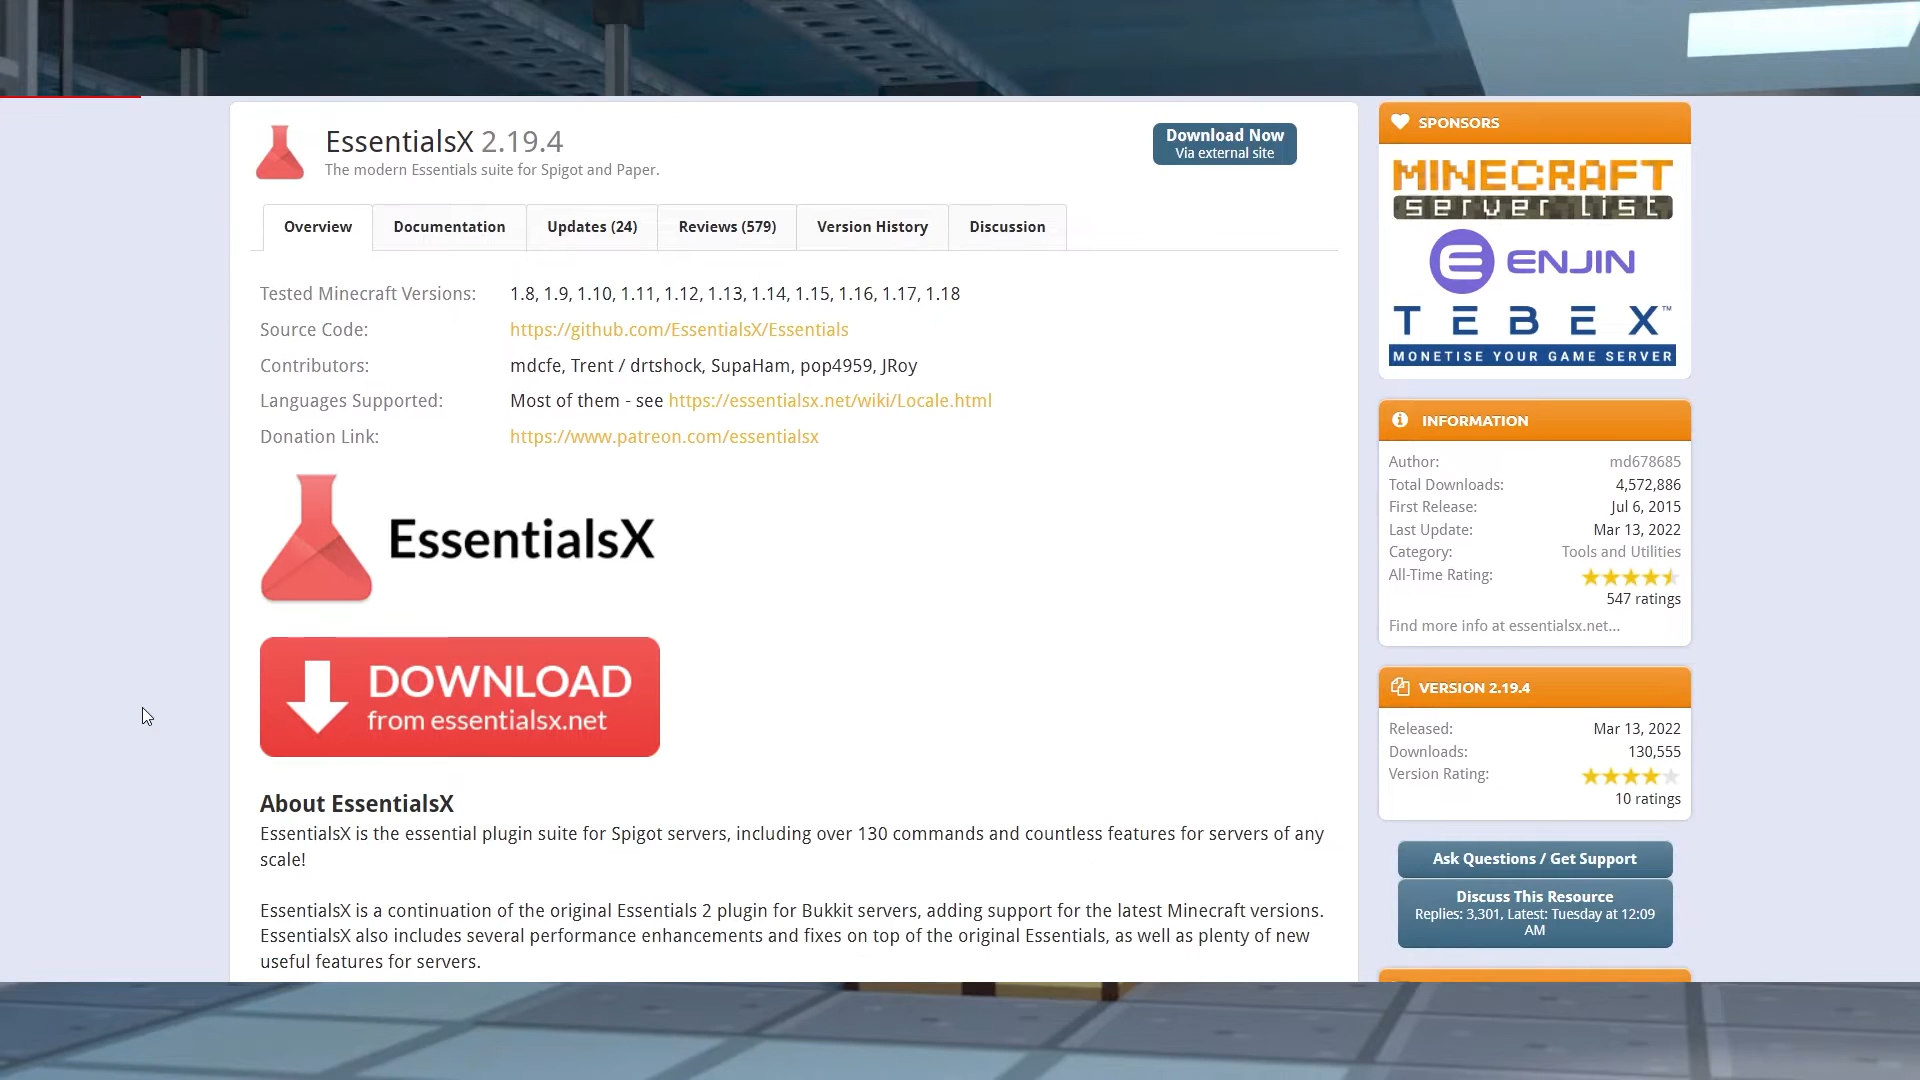 EssentialsX 2.19.4
The modern Essentials suite for Spigot and Paper.
Download Now
Via external site
Overview
Documentation
Updates (24)
Reviews (579)
Version History
Discussion
Tested Minecraft Versions: 1.8, 1.9, 1.10, 1.11, 1.12, 1.13, 1.14, 1.15, 1.16, 1.17, 1.18
Source Code: https://github.com/EssentialsX/Essentials
Contributors: mdcfe, Trent / drtshock, SupaHam, pop4959, JRoy
Languages Supported: Most of them - see https://essentialsx.net/wiki/Locale.html
Donation Link: https://www.patreon.com/essentialsx
EssentialsX
DOWNLOAD
from essentialsx.net
About EssentialsX
EssentialsX is the essential plugin suite for Spigot servers, including over 130 commands and countless features for servers of any
scale!
EssentialsX is a continuation of the original Essentials 2 plugin for Bukkit servers, adding support for the latest Minecraft versions.
EssentialsX also includes several performance enhancements and fixes on top of the original Essentials, as well as plenty of new
useful features for servers.
SPONSORS
MINECRAFT
server list
ENJIN
TEBEX™
MONETISE YOUR GAME SERVER
INFORMATION
Author: md678685
Total Downloads: 4,572,886
First Release: Jul 6, 2015
Last Update: Mar 13, 2022
Category: Tools and Utilities
All-Time Rating:
547 ratings
Find more info at essentialsx.net...
VERSION 2.19.4
Released: Mar 13, 2022
Downloads: 130,555
Version Rating:
10 ratings
Ask Questions / Get Support
Discuss This Resource
Replies: 3,301, Latest: Tuesday at 12:09
AM